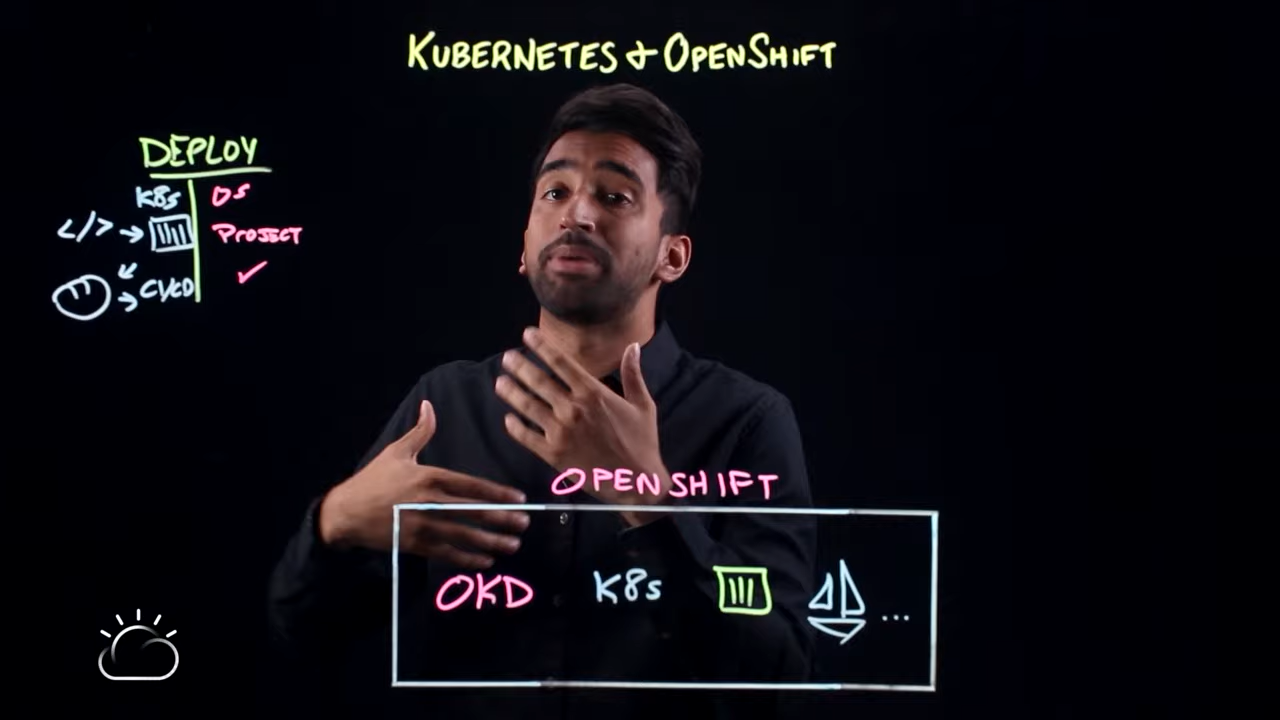 KUBERNETES & OPENSHIFT
DEPLOY
K8s OS
</>
PROJECT
CI/CD ✓
OPENSHIFT
OKD K8s ...